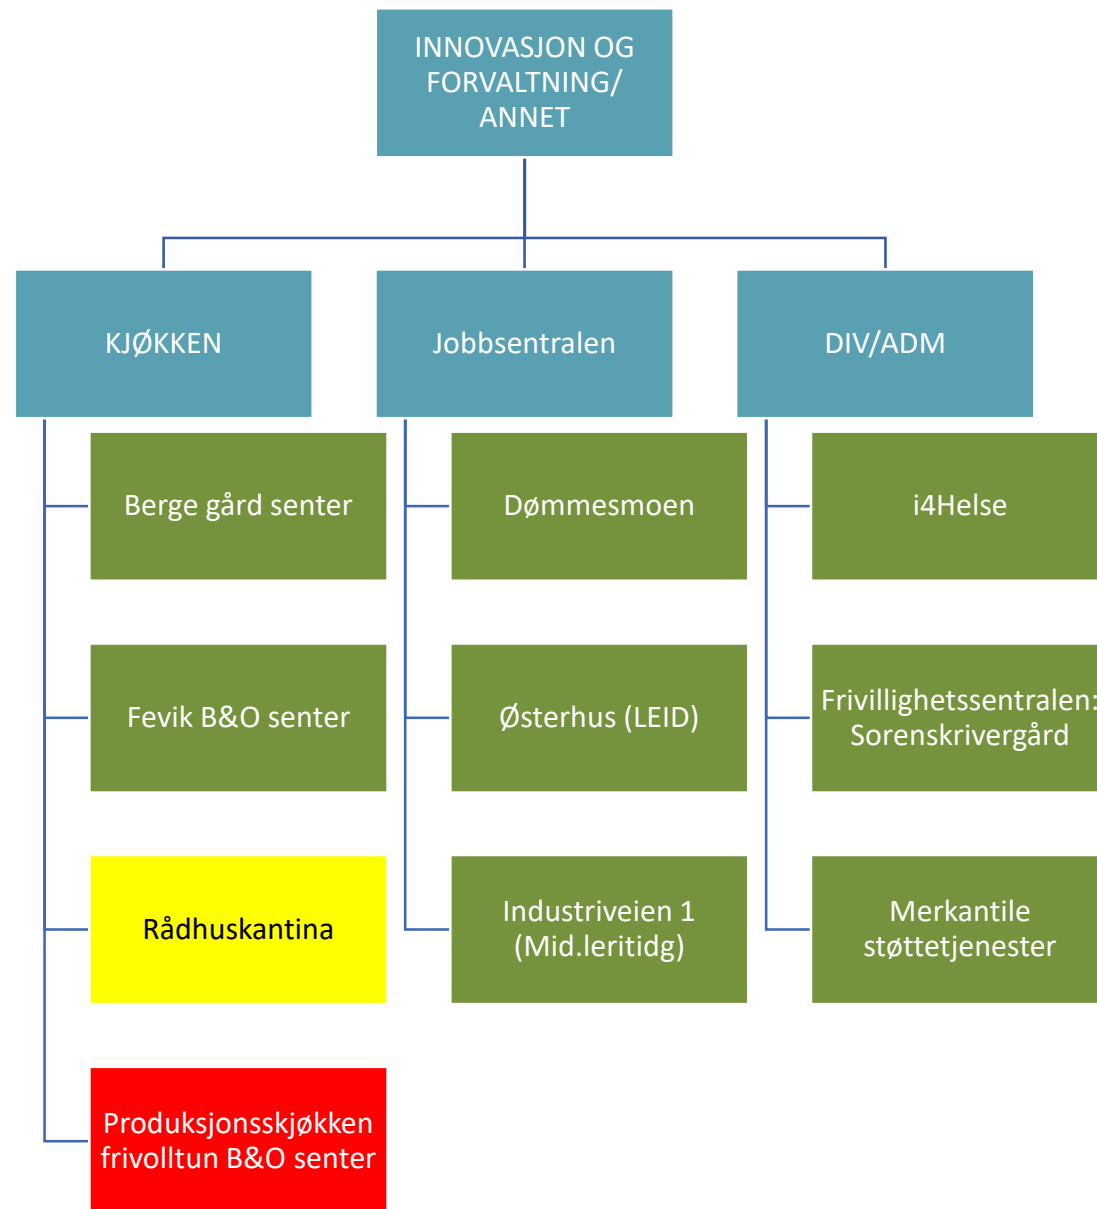 INNOVASJON OG
FORVALTNING/
ANNET
KJØKKEN
Jobbsentralen
DIV/ADM
Berge gård senter
Dømmesmoen
i4Helse
Fevik B&O senter
Østerhus (LEID)
Frivillighetssentralen:
Sorenskrivergård
Rådhuskantina
Industriveien 1
(Mid.leritidg)
Merkantile
støttetjenester
Produksjonsskjøkken
frivolltun B&O senter